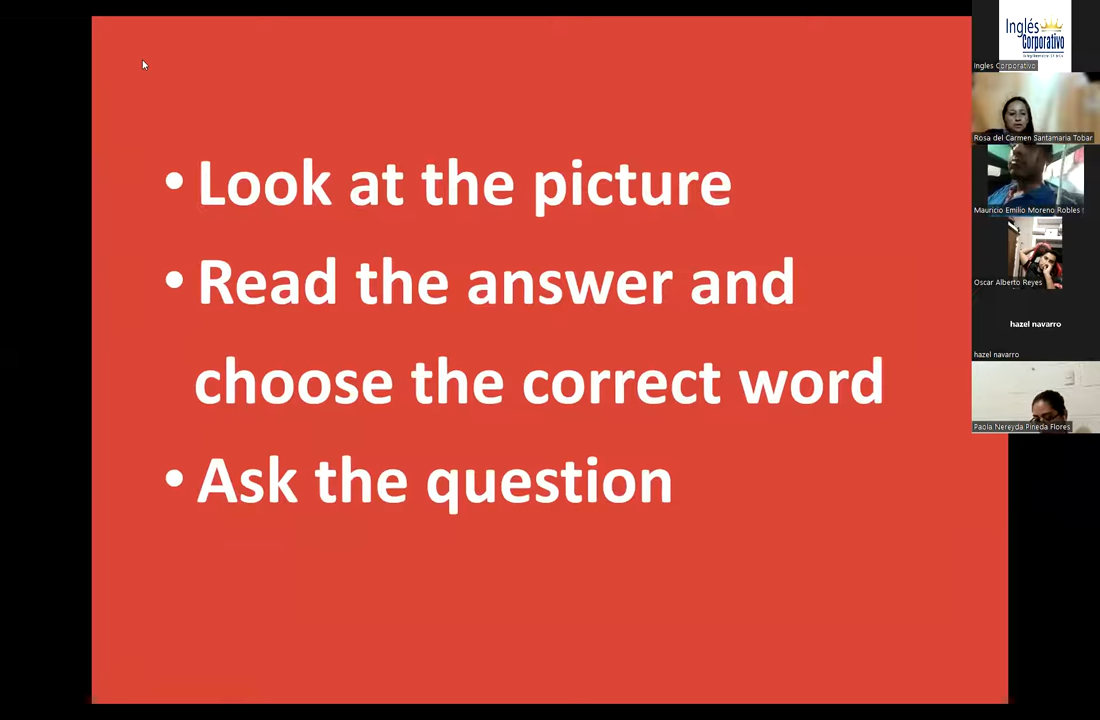 • Look at the picture
• Read the answer and
choose the correct word
• Ask the question
Inglés
Corporativo
Ingles Corporativo
Rosa del Carmen Santamaria Tobar
Mauricio Emilio Moreno Robles
Oscar Alberto Reyes
hazel navarro
hazel navarro
Paola Nereyda Pineda Flores